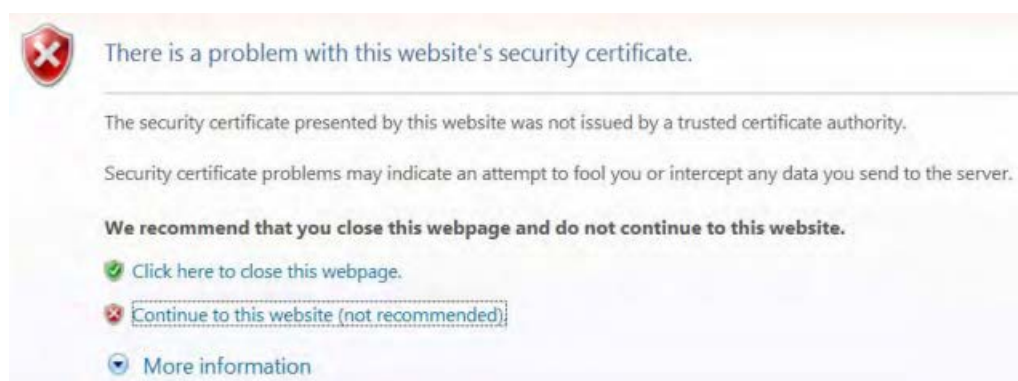 There is a problem with this website's security certificate.
The security certificate presented by this website was not issued by a trusted certificate authority.
Security certificate problems may indicate an attempt to fool you or intercept any data you send to the server.
We recommend that you close this webpage and do not continue to this website.
Click here to close this webpage.
Continue to this website (not recommended).
More information